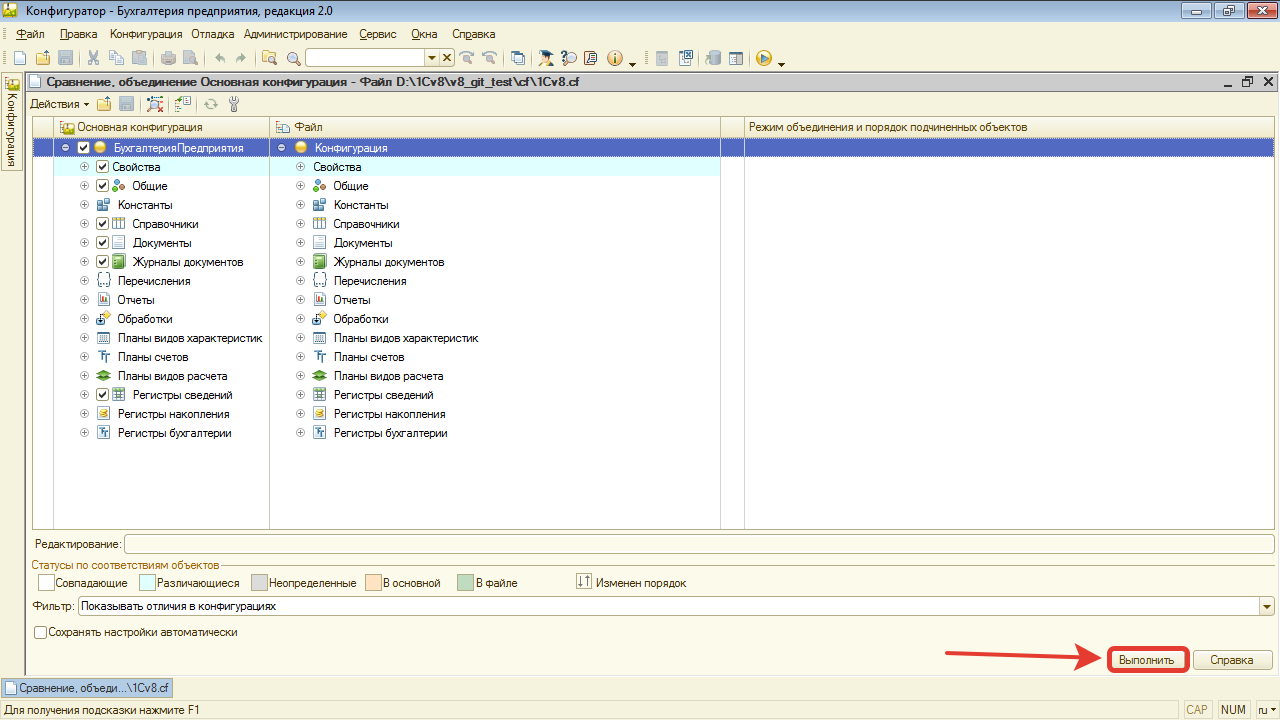 Конфигуратор - Бухгалтерия предприятия, редакция 2.0
Файл Правка Конфигурация Отладка Администрирование Сервис Окна Справка
Конфигурация
Сравнение, объединение Основная конфигурация - Файл D:\1Cv8\v8_git_test\cf\1Cv8.cf
Действия
Основная конфигурация Файл Режим объединения и порядок подчиненных объектов
БухгалтерияПредприятия Конфигурация
Свойства Свойства
Общие Общие
Константы Константы
Справочники Справочники
Документы Документы
Журналы документов Журналы документов
Перечисления Перечисления
Отчеты Отчеты
Обработки Обработки
Планы видов характеристик Планы видов характеристик
Планы счетов Планы счетов
Планы видов расчета Планы видов расчета
Регистры сведений Регистры сведений
Регистры накопления Регистры накопления
Регистры бухгалтерии Регистры бухгалтерии
Редактирование:
Статусы по соответствиям объектов
Совпадающие Различающиеся Неопределенные В основной В файле Изменен порядок
Фильтр: Показывать отличия в конфигурациях
Сохранять настройки автоматически
Выполнить Справка
Сравнение, объеди...\1Cv8.cf
Для получения подсказки нажмите F1 CAP NUM ru